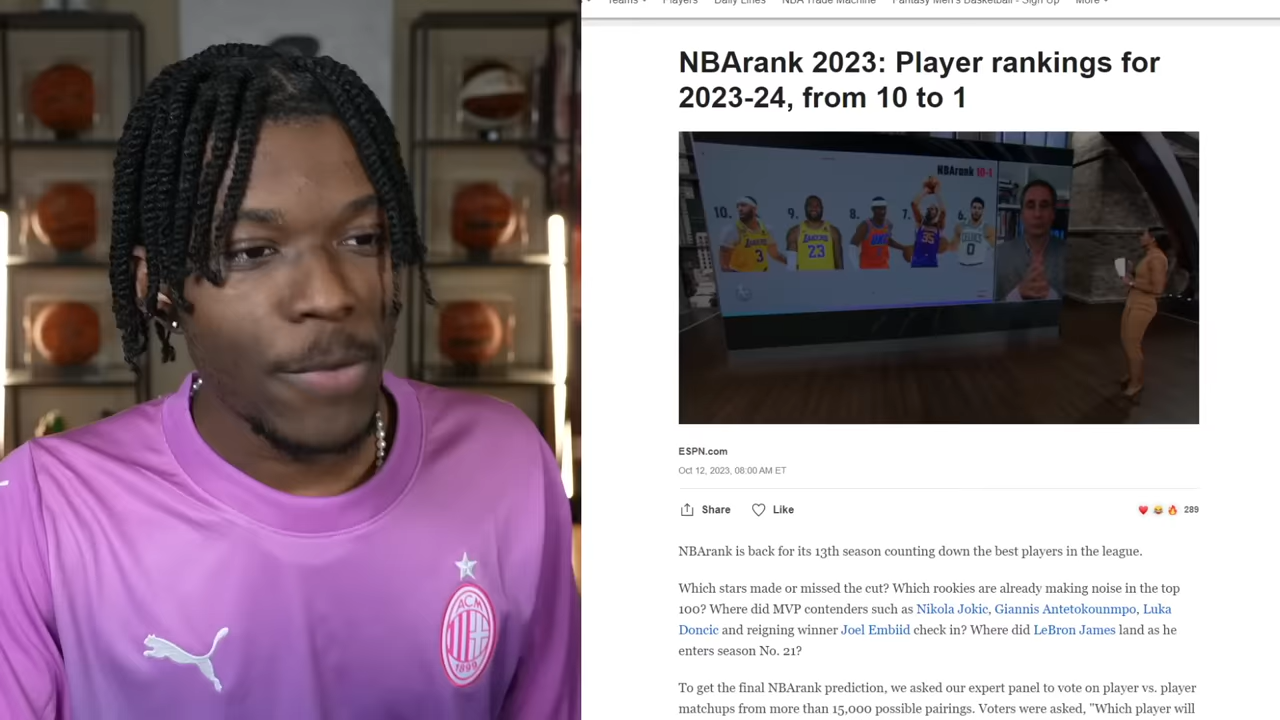 Teams Players Daily Lines NBA Trade Machine Fantasy Men's Basketball - Sign Up More
NBArank 2023: Player rankings for
2023-24, from 10 to 1
NBArank 10-1
10. 9. 8. 7. 6.
LAKERS 3
LAKERS 23
35
CELTICS 0
ESPN.com
Oct 12, 2023, 08:00 AM ET
Share Like 289
NBArank is back for its 13th season counting down the best players in the league.
Which stars made or missed the cut? Which rookies are already making noise in the top
100? Where did MVP contenders such as Nikola Jokic, Giannis Antetokounmpo, Luka
Doncic and reigning winner Joel Embiid check in? Where did LeBron James land as he
enters season No. 21?
To get the final NBArank prediction, we asked our expert panel to vote on player vs. player
matchups from more than 15,000 possible pairings. Voters were asked, "Which player will
ACM
1899